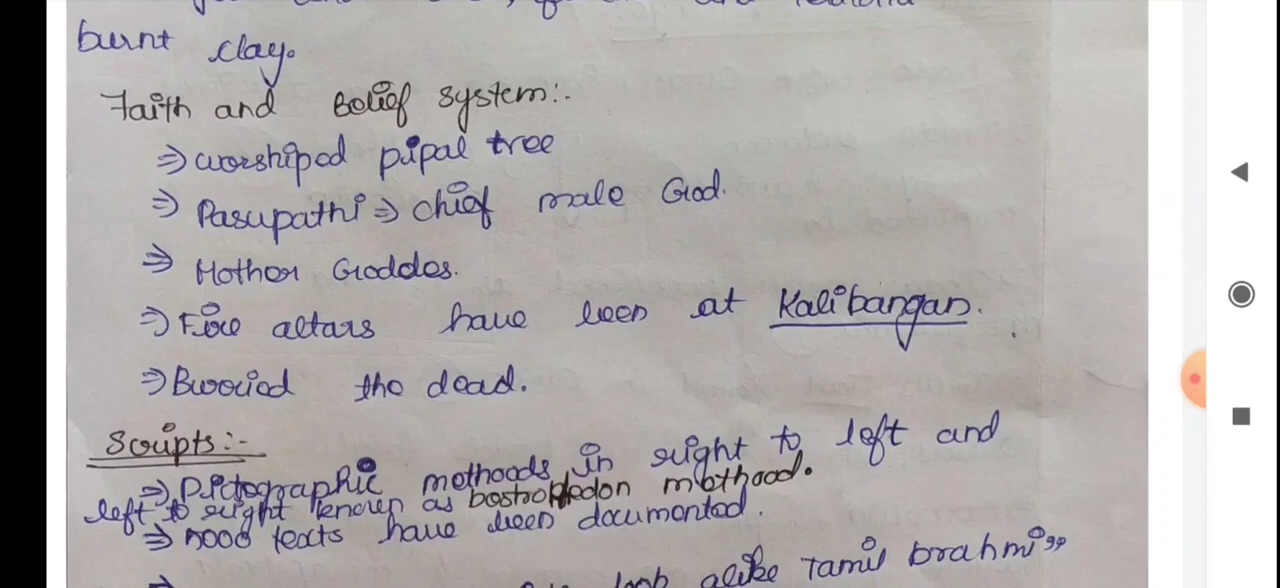 burnt clay.
Faith and Belief system:-
⇒ worshiped pipal tree
⇒ Pasupathi ⇒ chief male God.
⇒ Mother Goddes.
⇒ Fire altars have been at Kalibangan.
⇒ Buried the dead.
Scripts:-
⇒ Pictographic methods in right to left and
left to right known as method.
⇒ texts have been documented.
look alike Tamil brahmi"